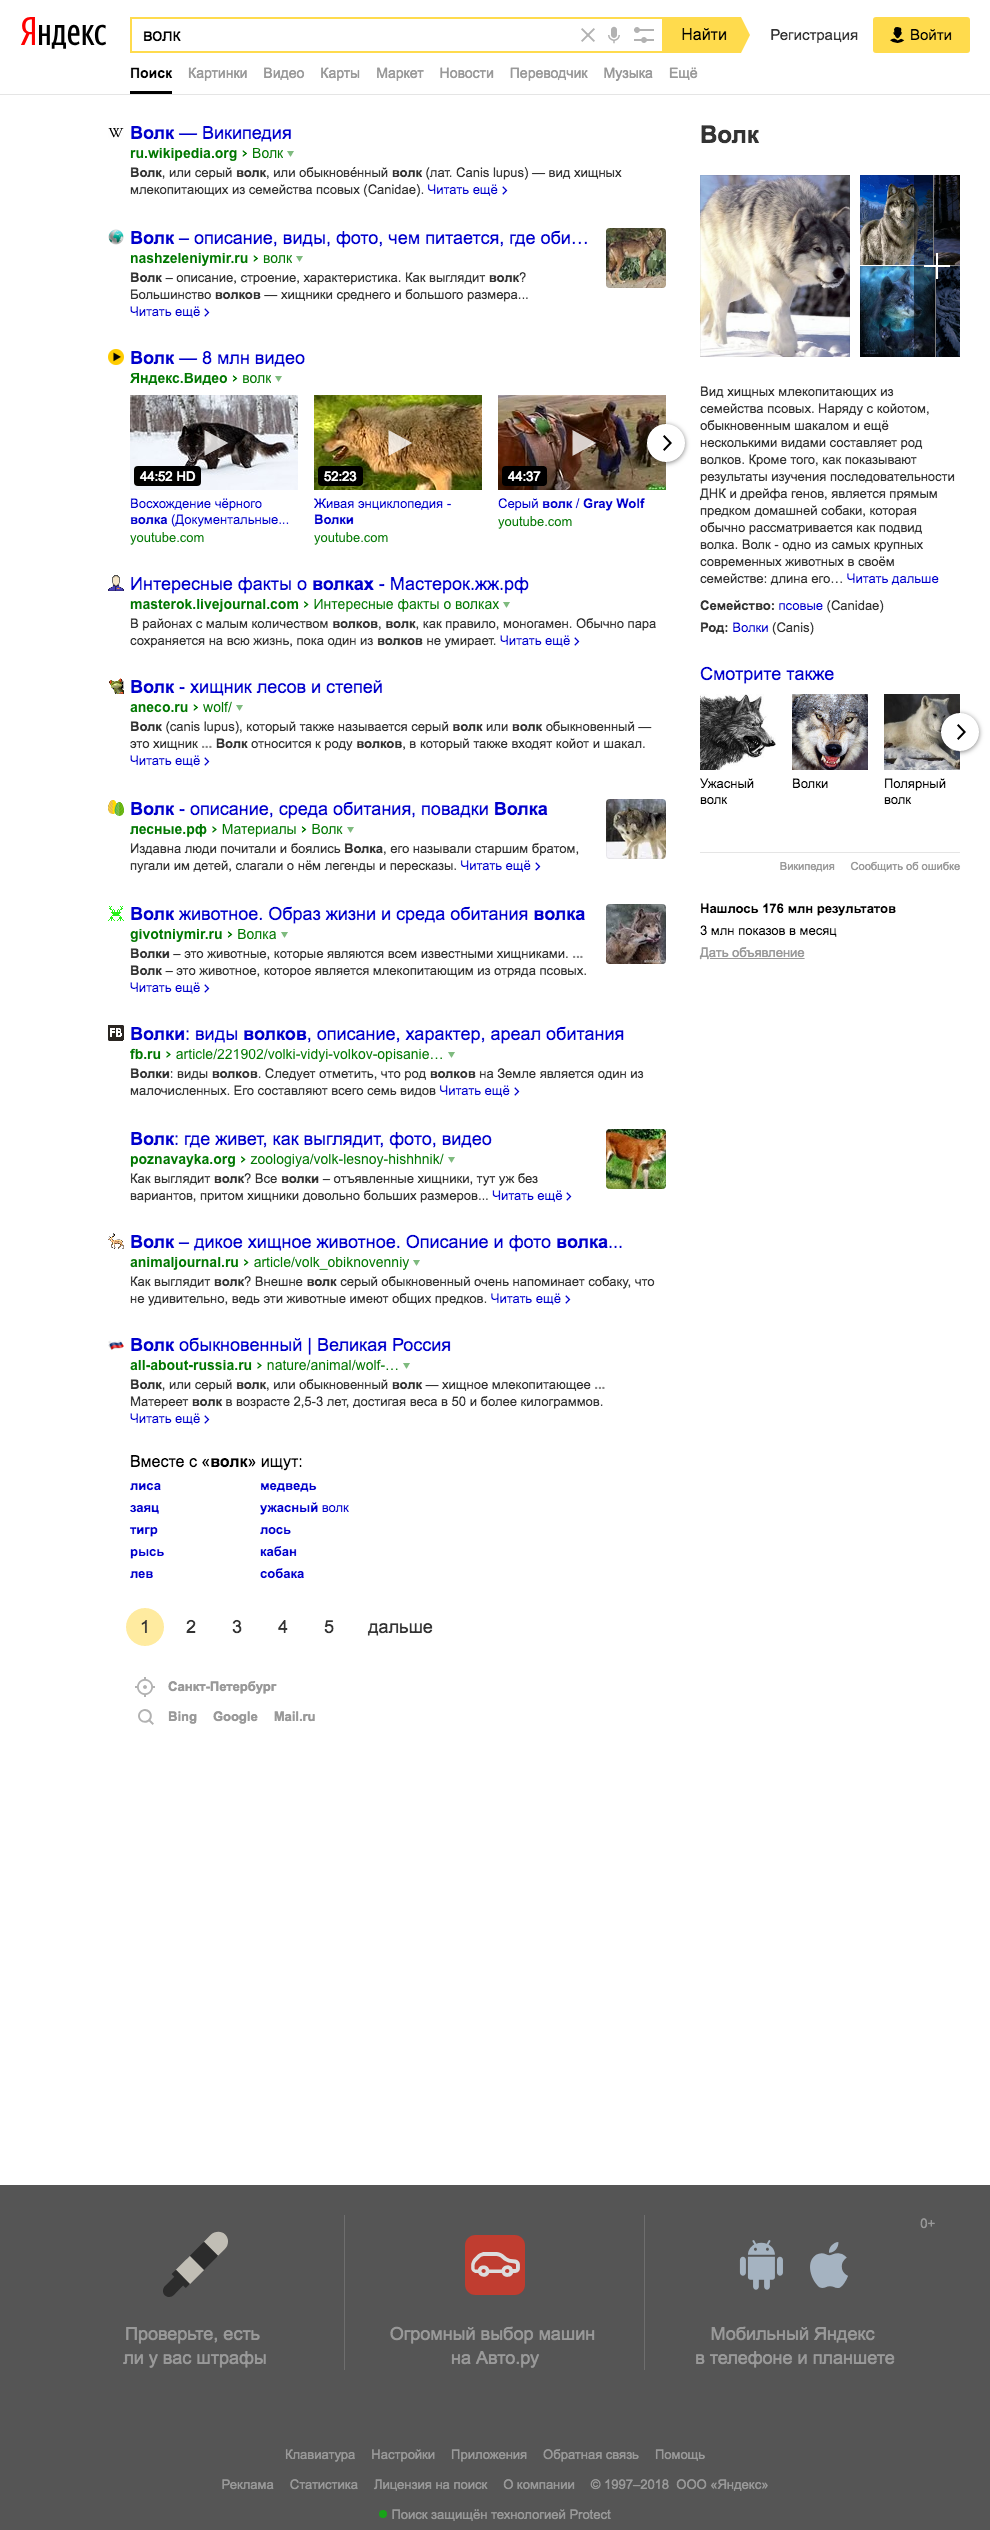 Яндекс
волк
Найти
Регистрация
Войти
Поиск Картинки Видео Карты Маркет Новости Переводчик Музыка Ещё
Волк — Википедия
ru.wikipedia.org › Волк
Волк, или серый волк, или обыкновéнный волк (лат. Canis lupus) — вид хищных
млекопитающих из семейства псовых (Canidae). Читать ещё ›
Волк – описание, виды, фото, чем питается, где оби…
nashzeleniymir.ru › волк
Волк – описание, строение, характеристика. Как выглядит волк?
Большинство волков — хищники среднего и большого размера...
Читать ещё ›
Волк — 8 млн видео
Яндекс.Видео › волк
44:52 HD
52:23
44:37
Восхождение чёрного
волка (Документальные...
youtube.com
Живая энциклопедия -
Волки
youtube.com
Серый волк / Gray Wolf
youtube.com
Интересные факты о волках - Мастерок.жж.рф
masterok.livejournal.com › Интересные факты о волках
В районах с малым количеством волков, волк, как правило, моногамен. Обычно пара
сохраняется на всю жизнь, пока один из волков не умирает. Читать ещё ›
Волк - хищник лесов и степей
aneco.ru › wolf/
Волк (canis lupus), который также называется серый волк или волк обыкновенный —
это хищник ... Волк относится к роду волков, в который также входят койот и шакал.
Читать ещё ›
Волк - описание, среда обитания, повадки Волка
лесные.рф › Материалы › Волк
Издавна люди почитали и боялись Волка, его называли старшим братом,
пугали им детей, слагали о нём легенды и пересказы. Читать ещё ›
Волк животное. Образ жизни и среда обитания волка
givotniymir.ru › Волка
Волки – это животные, которые являются всем известными хищниками. ...
Волк – это животное, которое является млекопитающим из отряда псовых.
Читать ещё ›
FB
Волки: виды волков, описание, характер, ареал обитания
fb.ru › article/221902/volki-vidyi-volkov-opisanie…
Волки: виды волков. Следует отметить, что род волков на Земле является один из
малочисленных. Его составляют всего семь видов Читать ещё ›
Волк: где живет, как выглядит, фото, видео
poznavayka.org › zoologiya/volk-lesnoy-hishhnik/
Как выглядит волк? Все волки – отъявленные хищники, тут уж без
вариантов, притом хищники довольно больших размеров... Читать ещё ›
Волк – дикое хищное животное. Описание и фото волка...
animaljournal.ru › article/volk_obiknovenniy
Как выглядит волк? Внешне волк серый обыкновенный очень напоминает собаку, что
не удивительно, ведь эти животные имеют общих предков. Читать ещё ›
Волк обыкновенный | Великая Россия
all-about-russia.ru › nature/animal/wolf-…
Волк, или серый волк, или обыкновенный волк — хищное млекопитающее ...
Матереет волк в возрасте 2,5-3 лет, достигая веса в 50 и более килограммов.
Читать ещё ›
Вместе с «волк» ищут:
лиса медведь
заяц ужасный волк
тигр лось
рысь кабан
лев собака
1 2 3 4 5 дальше
Санкт-Петербург
Bing Google Mail.ru
Волк
Вид хищных млекопитающих из
семейства псовых. Наряду с койотом,
обыкновенным шакалом и ещё
несколькими видами составляет род
волков. Кроме того, как показывают
результаты изучения последовательности
ДНК и дрейфа генов, является прямым
предком домашней собаки, которая
обычно рассматривается как подвид
волка. Волк - одно из самых крупных
современных животных в своём
семействе: длина его… Читать дальше
Семейство: псовые (Canidae)
Род: Волки (Canis)
Смотрите также
Ужасный
волк
Волки
Полярный
волк
Википедия Сообщить об ошибке
Нашлось 176 млн результатов
3 млн показов в месяц
Дать объявление
0+
Проверьте, есть
ли у вас штрафы
Огромный выбор машин
на Авто.ру
Мобильный Яндекс
в телефоне и планшете
Клавиатура Настройки Приложения Обратная связь Помощь
Реклама Статистика Лицензия на поиск О компании © 1997–2018 ООО «Яндекс»
Поиск защищён технологией Protect